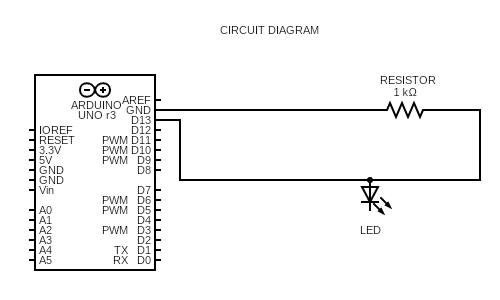 CIRCUIT DIAGRAM
RESISTOR
1 kΩ
ARDUINO
UNO r3
AREF
GND
D13
IOREF D12
RESET PWM D11
3.3V PWM D10
5V PWM D9
GND D8
GND
Vin D7
PWM D6
A0 PWM D5
A1 D4
A2 PWM D3
A3 D2
A4 TX D1
A5 RX D0
LED